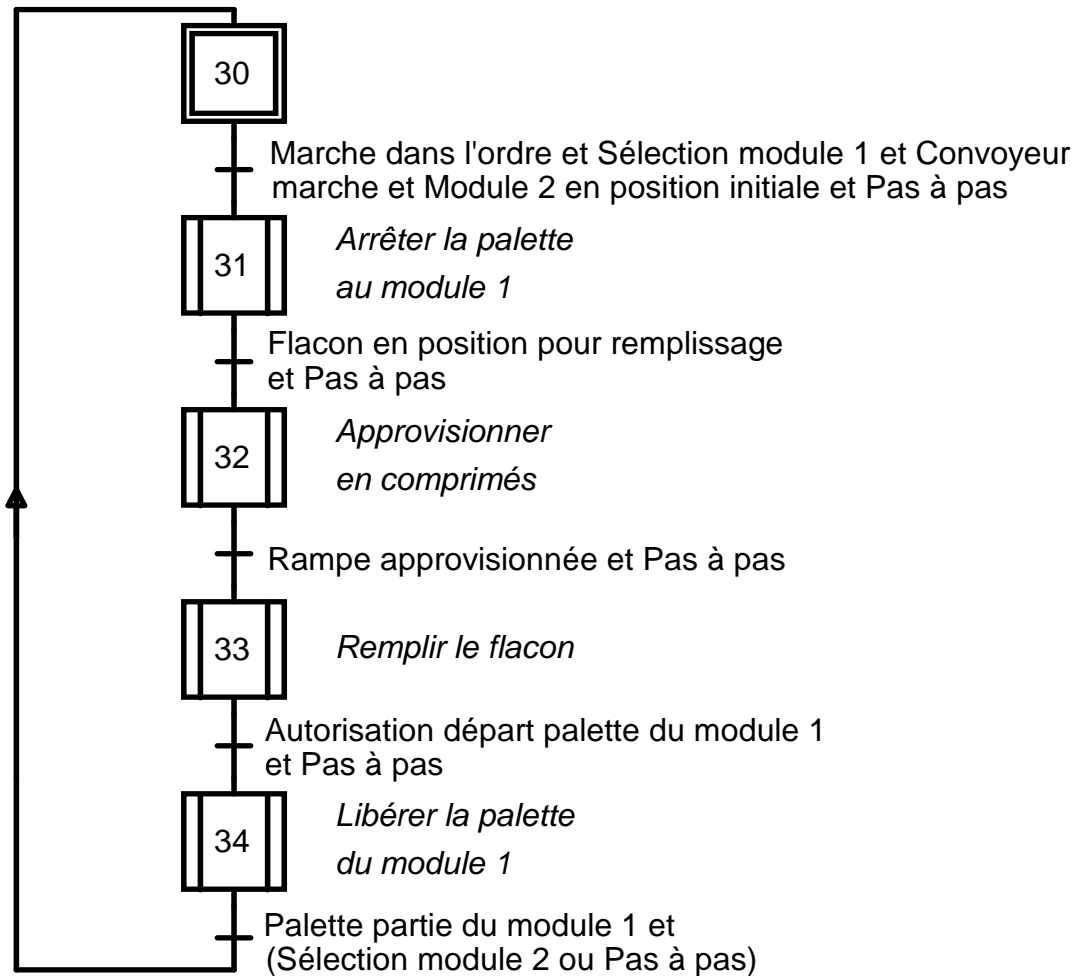 30
Marche dans l'ordre et Sélection module 1 et Convoyeur
marche et Module 2 en position initiale et Pas à pas
31
Arrêter la palette
au module 1
Flacon en position pour remplissage
et Pas à pas
32
Approvisionner
en comprimés
Rampe approvisionnée et Pas à pas
33
Remplir le flacon
Autorisation départ palette du module 1
et Pas à pas
34
Libérer la palette
du module 1
Palette partie du module 1 et
(Sélection module 2 ou Pas à pas)